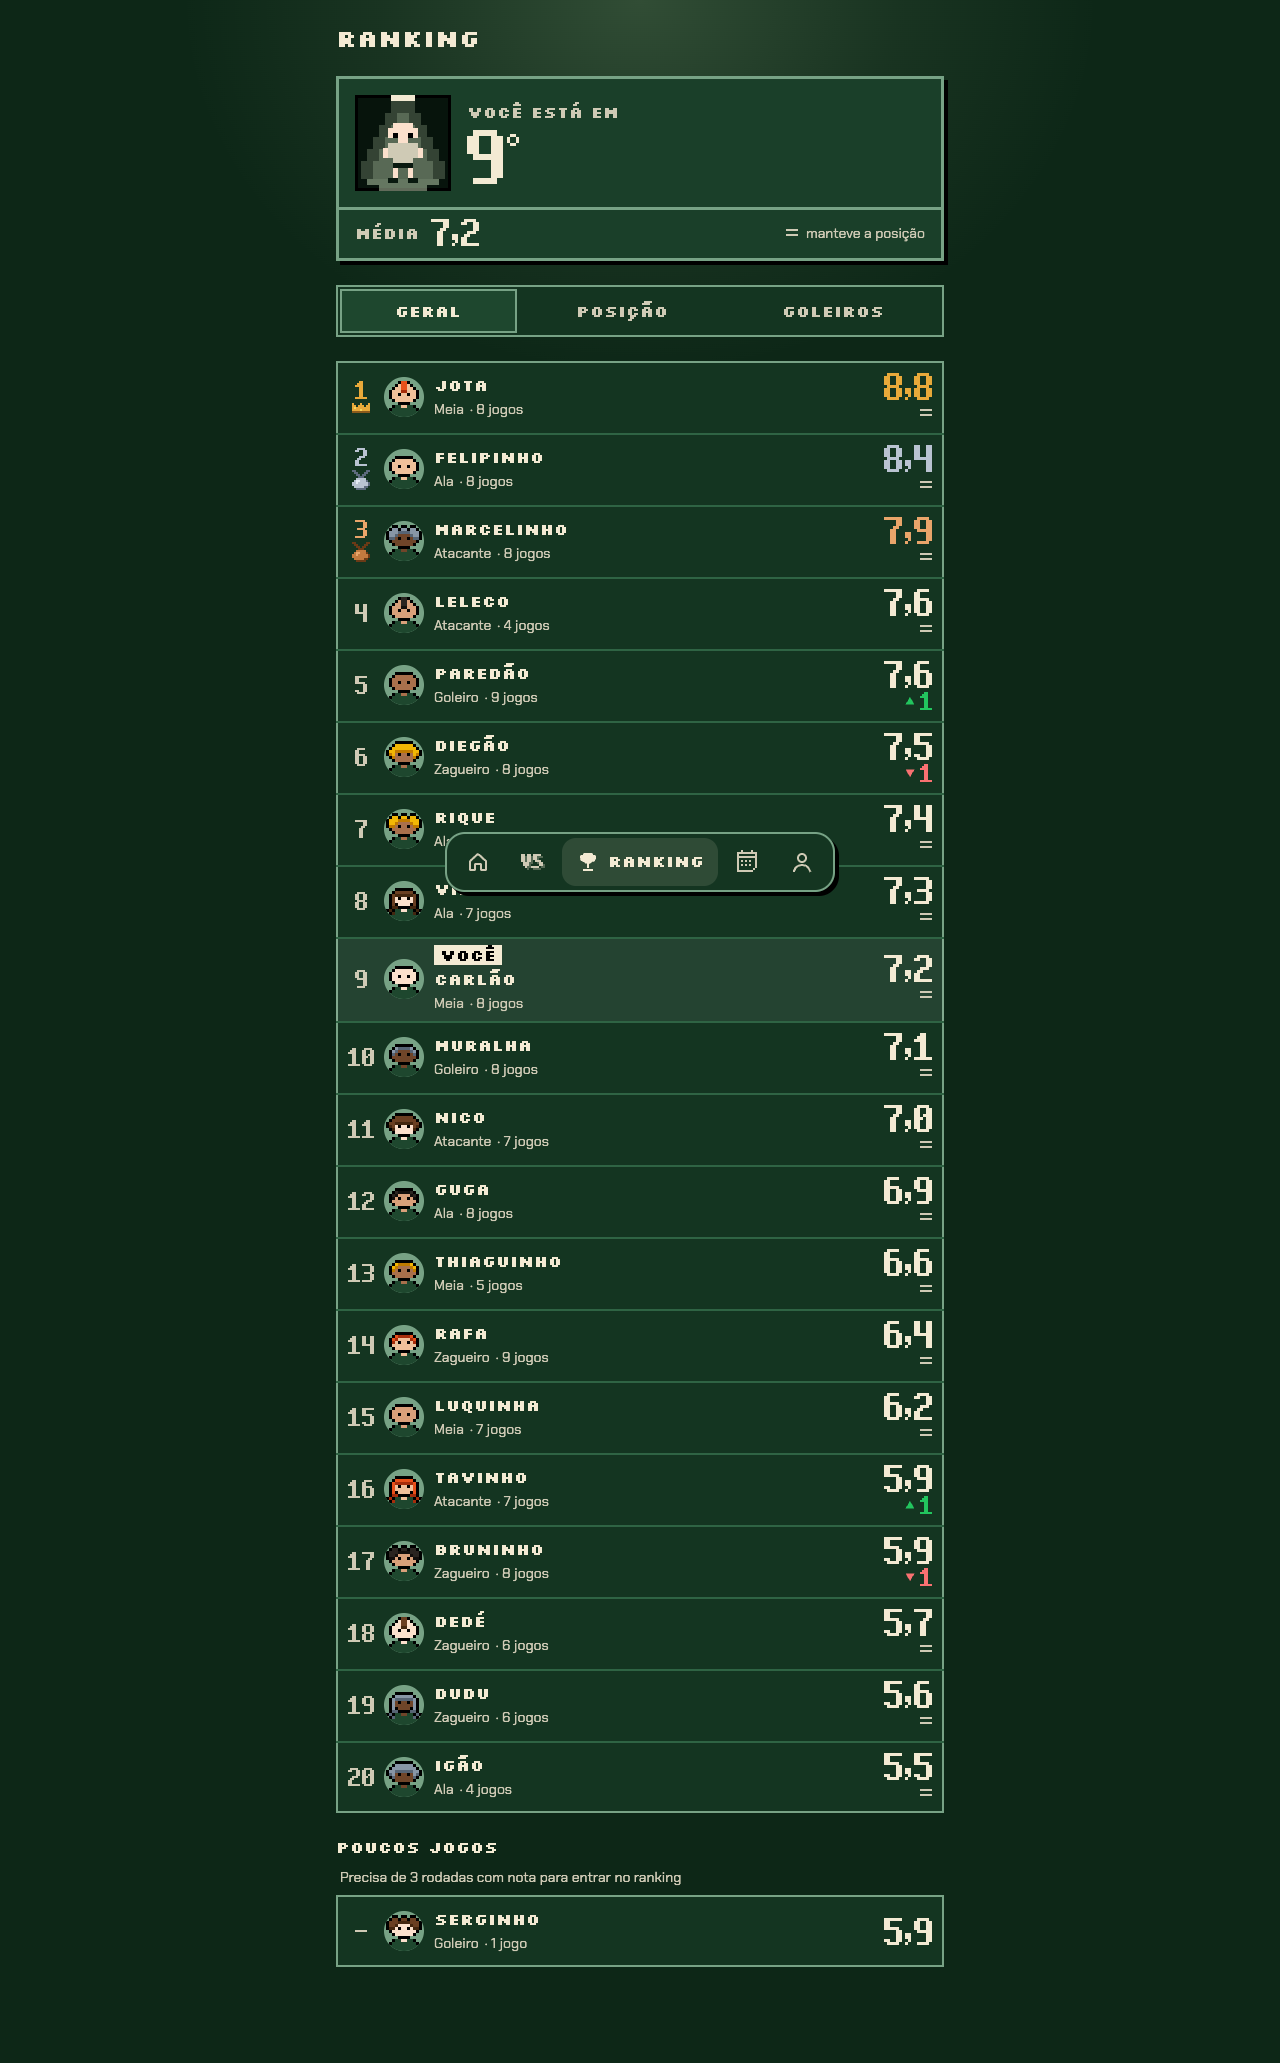 RANKING
VOCÊ ESTÁ EM
9°
MÉDIA 7,2
= manteve a posição
GERAL POSIÇÃO GOLEIROS
1 JOTA 8,8
Meia · 8 jogos =
2 FELIPINHO 8,4
Ala · 8 jogos =
3 MARCELINHO 7,9
Atacante · 8 jogos =
4 LELECO 7,6
Atacante · 4 jogos =
5 PAREDÃO 7,6
Goleiro · 9 jogos ▲1
6 DIEGÃO 7,5
Zagueiro · 8 jogos ▼1
7 RIQUE 7,4
=
VS RANKING
8 7,3
Ala · 7 jogos =
VOCÊ
9 CARLÃO 7,2
Meia · 8 jogos =
10 MURALHA 7,1
Goleiro · 8 jogos =
11 NICO 7,0
Atacante · 7 jogos =
12 GUGA 6,9
Ala · 8 jogos =
13 THIAGUINHO 6,6
Meia · 5 jogos =
14 RAFA 6,4
Zagueiro · 9 jogos =
15 LUQUINHA 6,2
Meia · 7 jogos =
16 TAVINHO 5,9
Atacante · 7 jogos ▲1
17 BRUNINHO 5,9
Zagueiro · 8 jogos ▼1
18 DEDÉ 5,7
Zagueiro · 6 jogos =
19 DUDU 5,6
Zagueiro · 6 jogos =
20 IGÃO 5,5
Ala · 4 jogos =
POUCOS JOGOS
Precisa de 3 rodadas com nota para entrar no ranking
– SERGINHO 5,9
Goleiro · 1 jogo